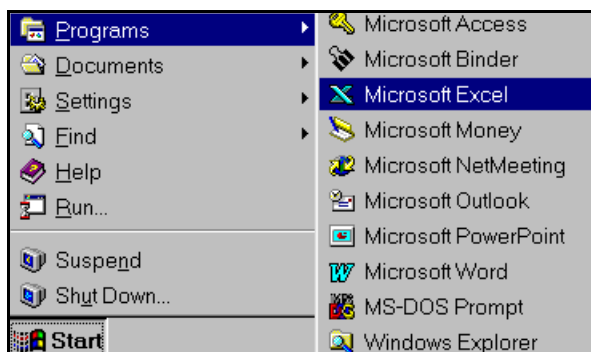 Programs
Documents
Settings
Find
Help
Run...
Suspend
Shut Down...
Start
Microsoft Access
Microsoft Binder
Microsoft Excel
Microsoft Money
Microsoft NetMeeting
Microsoft Outlook
Microsoft PowerPoint
Microsoft Word
MS-DOS Prompt
Windows Explorer